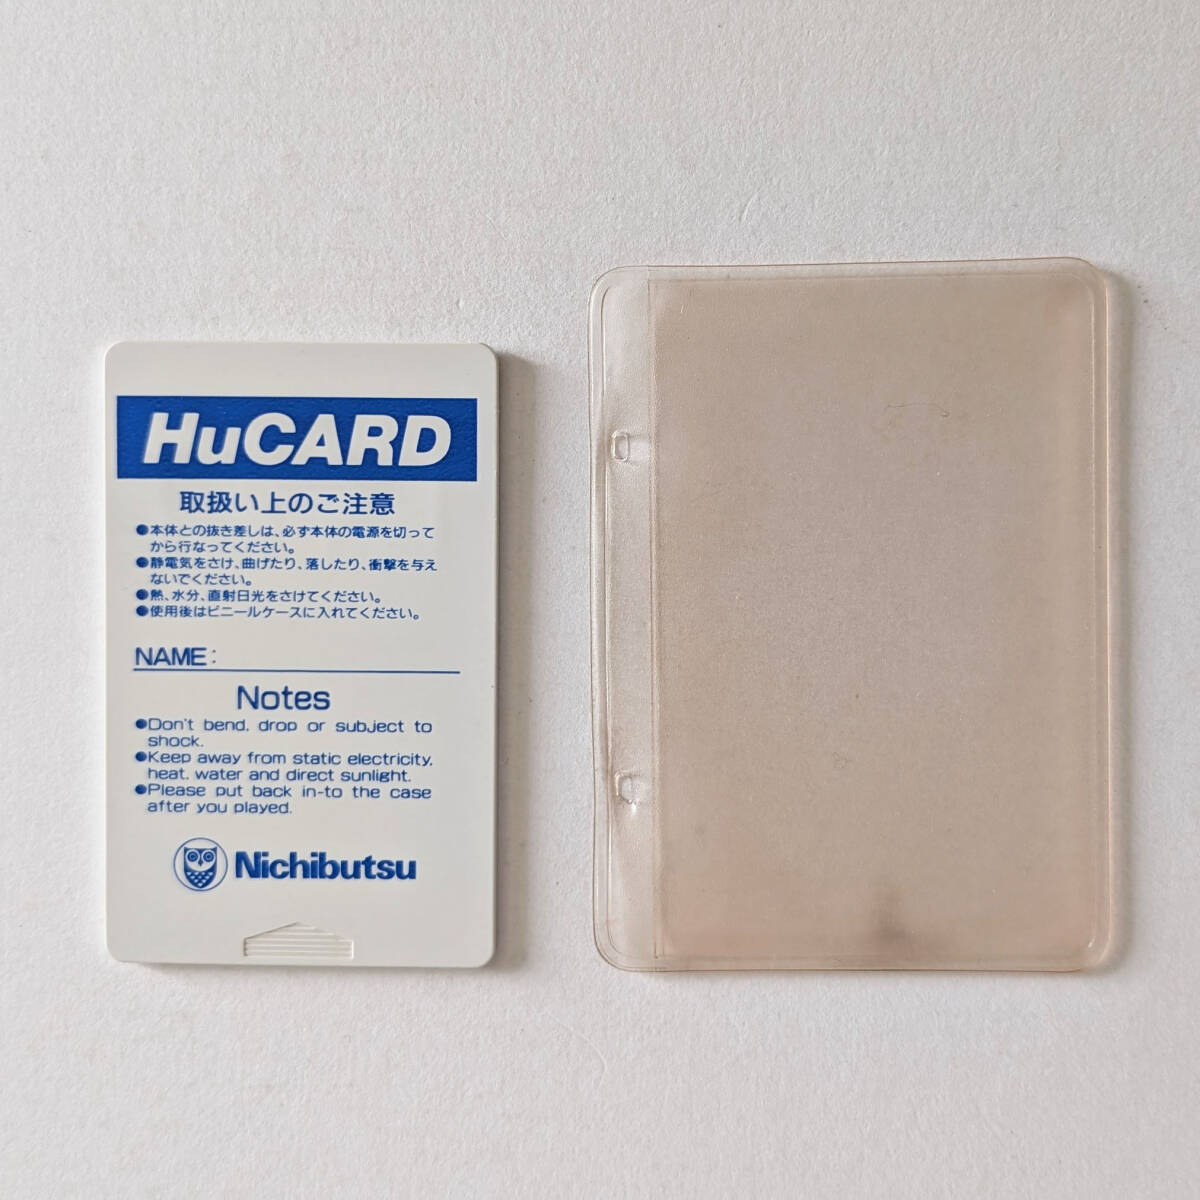 HuCARD
取扱い上のご注意
●本体との抜き差しは、必ず本体の電源を切って
から行なってください。
●静電気をさけ、曲げたり、落したり、衝撃を与え
ないでください。
●熱、水分、直射日光をさけてください。
●使用後はビニールケースに入れてください。
NAME:
Notes
●Don't bend, drop or subject to
shock.
●Keep away from static electricity,
heat, water and direct sunlight.
●Please put back in-to the case
after you played.
Nichibutsu